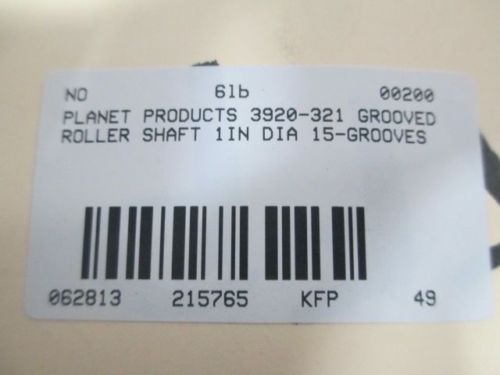 NO 6lb 00200
PLANET PRODUCTS 3920-321 GROOVED
ROLLER SHAFT 1IN DIA 15-GROOVES
062813 215765 KFP 49